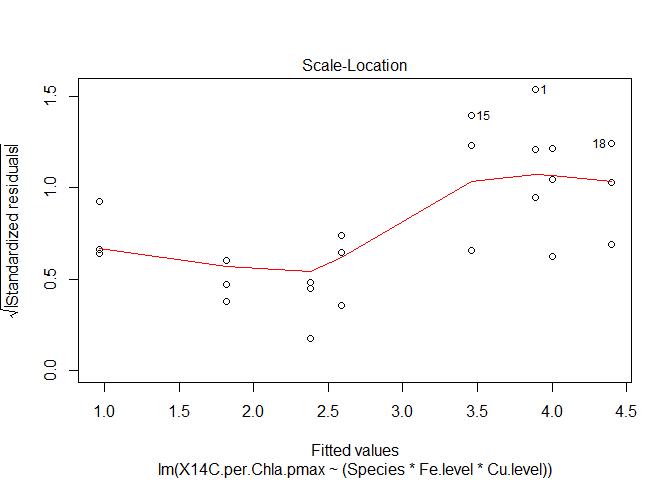 Scale-Location
√|Standardized residuals|
0.0 0.5 1.0 1.5
1
15
18
1.0 1.5 2.0 2.5 3.0 3.5 4.0 4.5
Fitted values
lm(X14C.per.Chla.pmax ~ (Species * Fe.level * Cu.level))